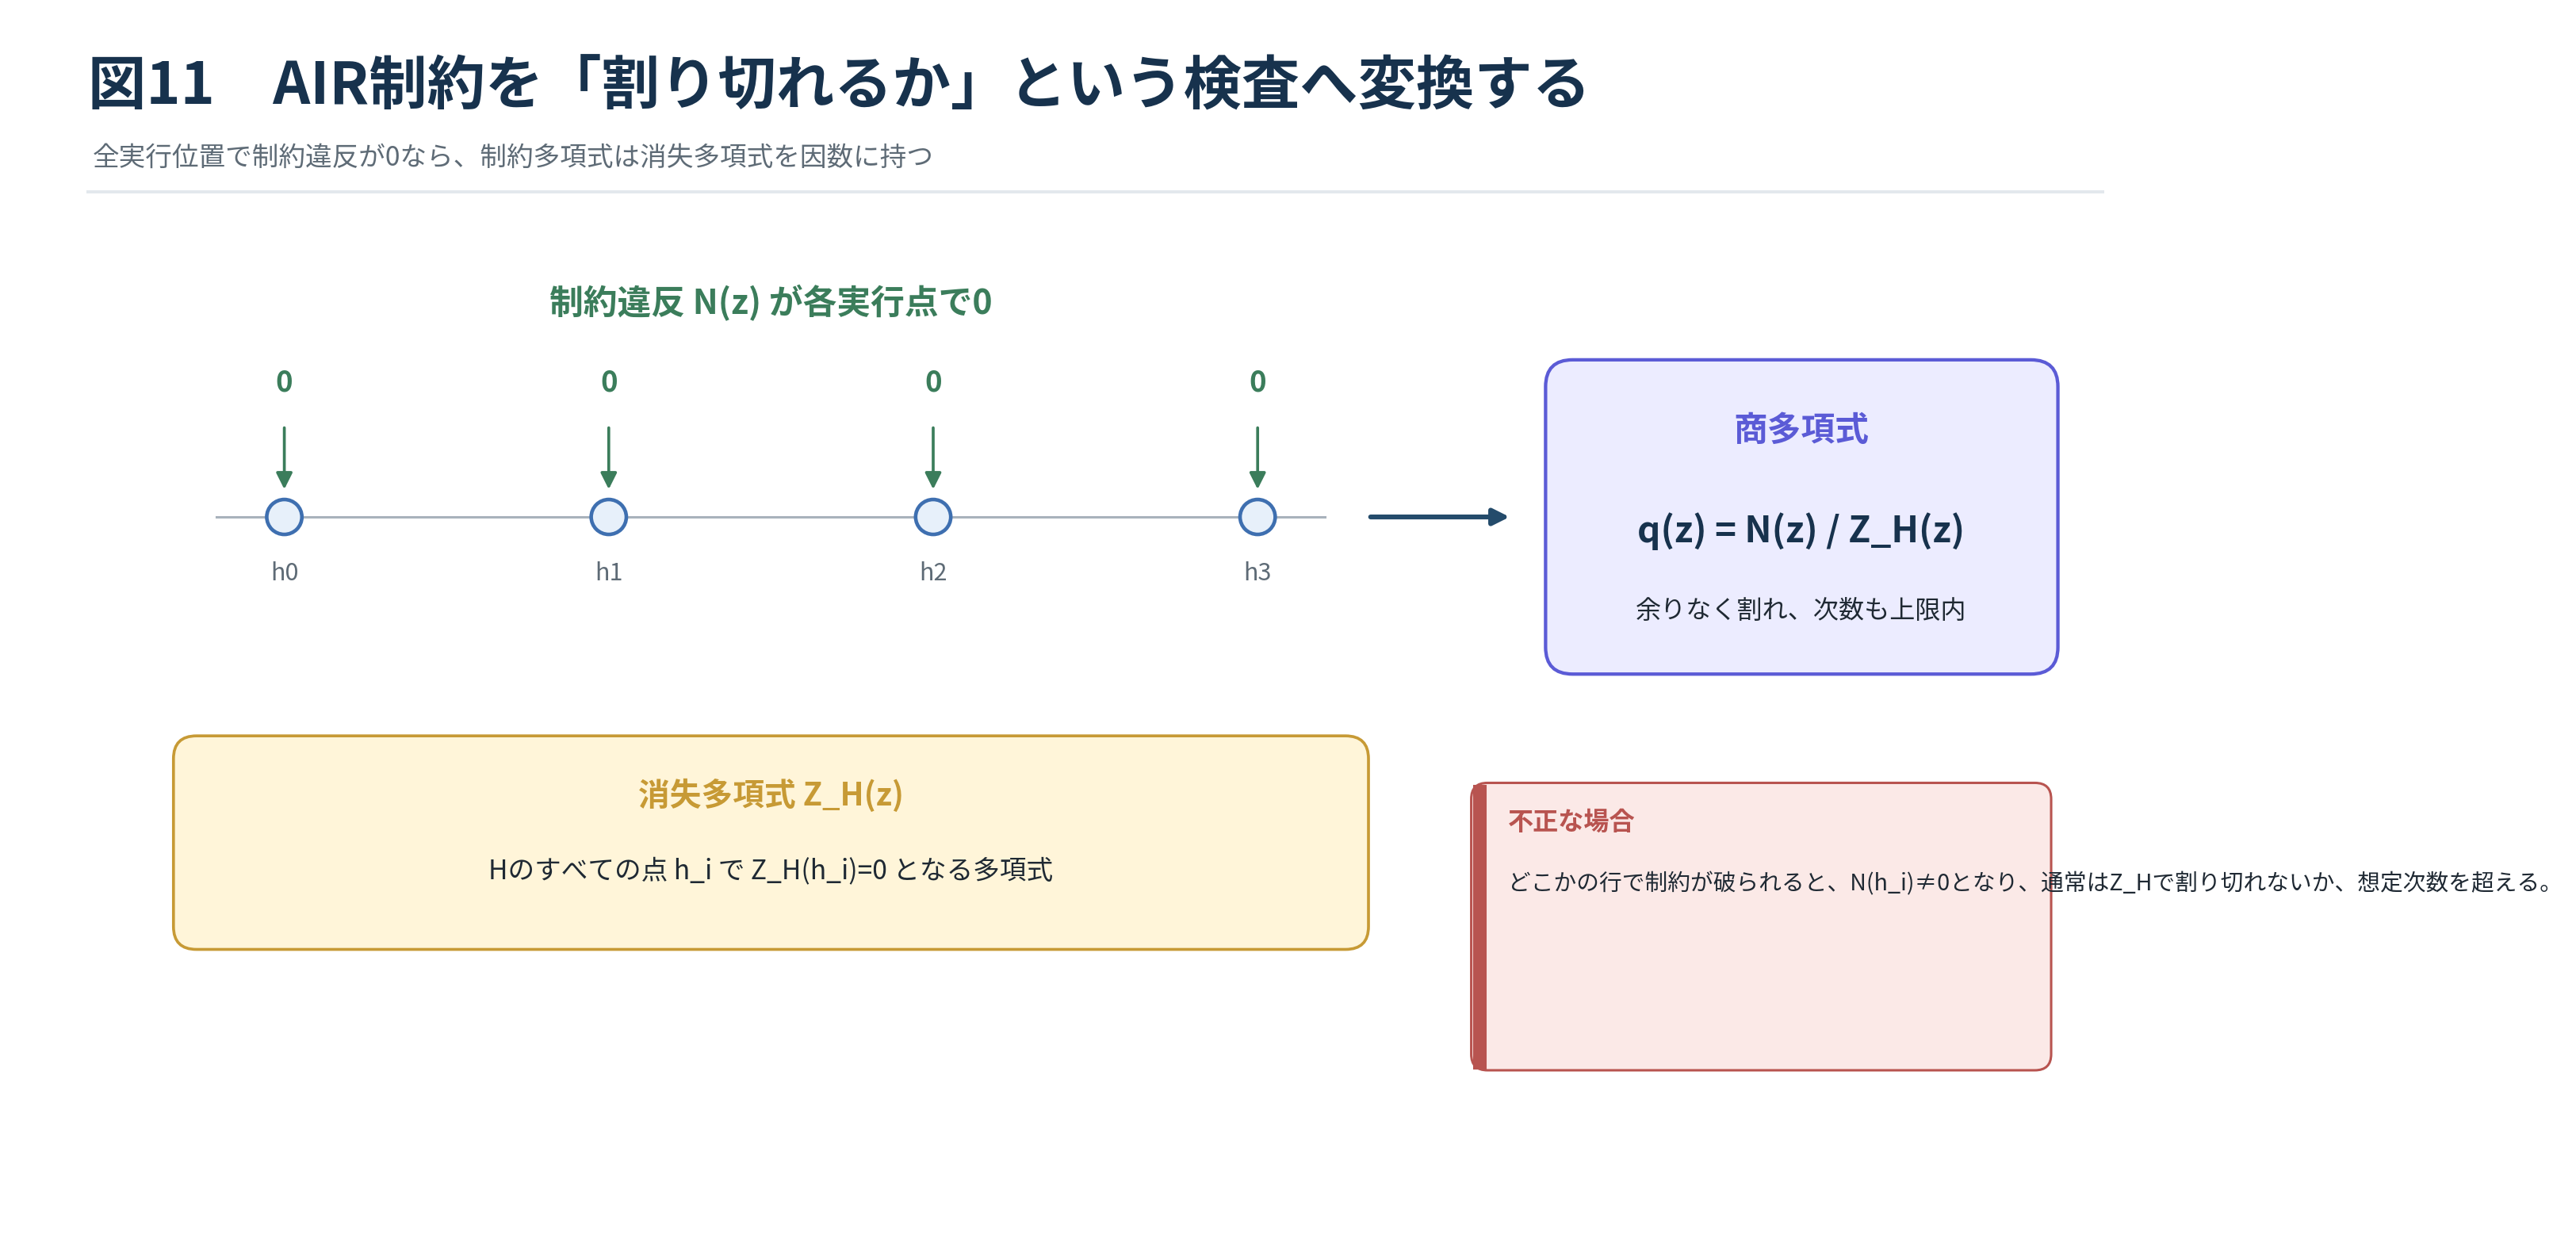 図11　AIR制約を「割り切れるか」という検査へ変換する
全実行位置で制約違反が0なら、制約多項式は消失多項式を因数に持つ
制約違反 N(z) が各実行点で0
0 0 0 0
h0 h1 h2 h3
商多項式
q(z) = N(z) / Z_H(z)
余りなく割れ、次数も上限内
消失多項式 Z_H(z)
Hのすべての点 h_i で Z_H(h_i)=0 となる多項式
不正な場合
どこかの行で制約が破られると、N(h_i)≠0となり、通常はZ_Hで割り切れないか、想定次数を超える。